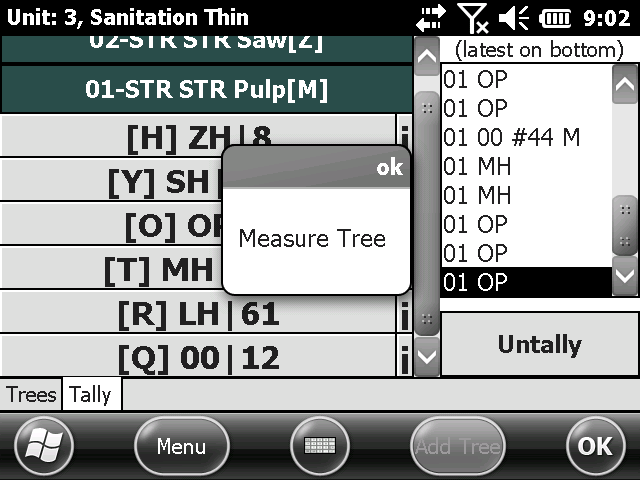 Unit: 3, Sanitation Thin 9:02
02-STR STR Saw[Z]
01-STR STR Pulp[M]
[H] ZH|8 i
[Y] SH|
[O] OP
[T] MH
[R] LH|61 i
[Q] 00|12 i
ok
Measure Tree
(latest on bottom)
01 OP
01 OP
01 00 #44 M
01 MH
01 MH
01 OP
01 OP
01 OP
Untally
Trees Tally
Menu Add Tree OK